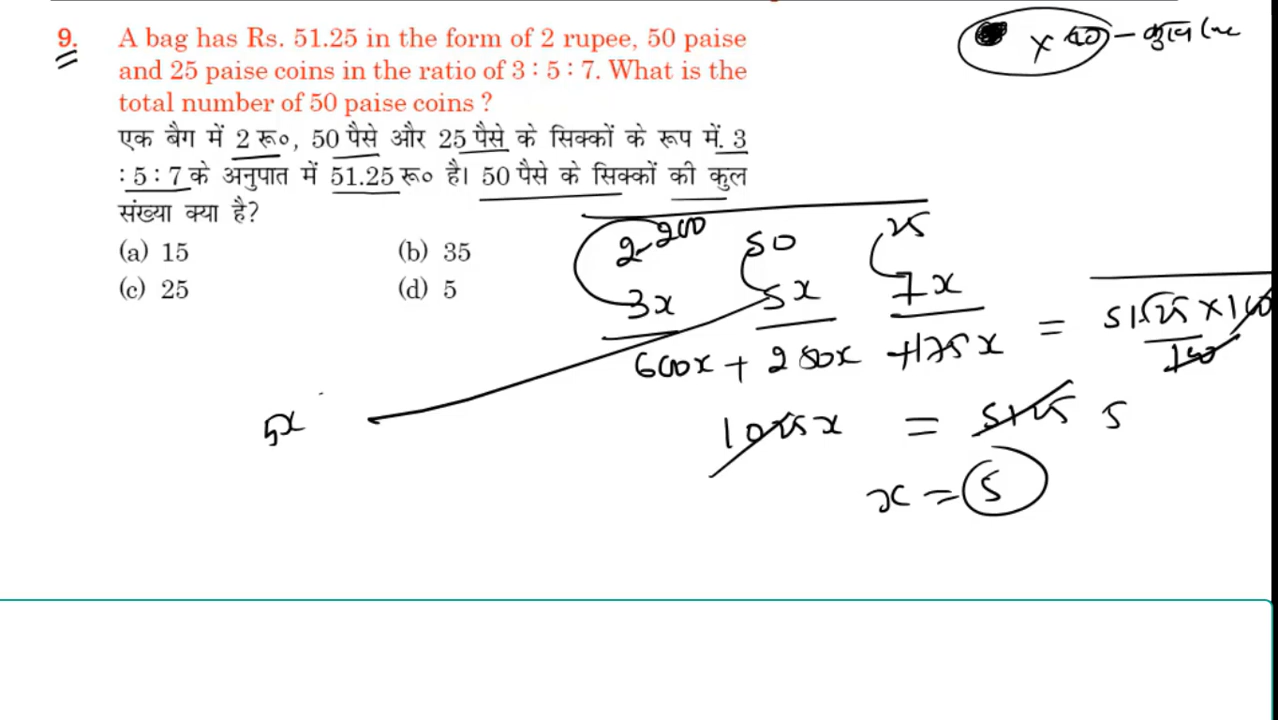 9. A bag has Rs. 51.25 in the form of 2 rupee, 50 paise
and 25 paise coins in the ratio of 3 : 5 : 7. What is the
total number of 50 paise coins ?
एक बैग में 2 रू०, 50 पैसे और 25 पैसे के सिक्कों के रूप में. 3
: 5 : 7 के अनुपात में 51.25 रू० है। 50 पैसे के सिक्कों की कुल
संख्या क्या है?
(a) 15 (b) 35
(c) 25 (d) 5
2-200 50 25
3x 5x 7x
600x + 250x + 175x = 5125 × 100
100
1025x = 5125 5
x = 5
5x